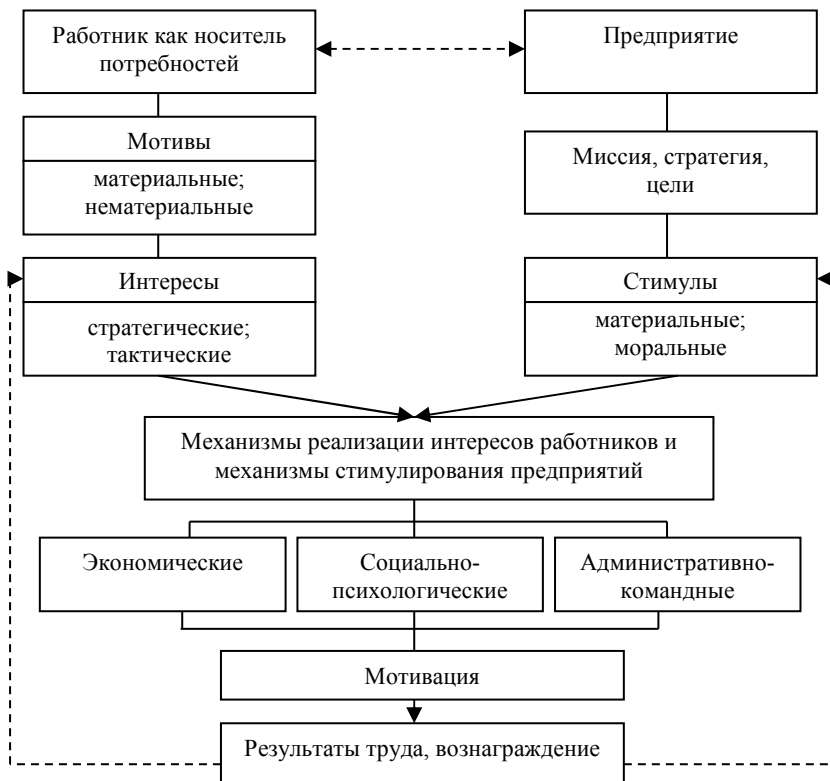 Работник как носитель
потребностей
Предприятие
Мотивы
материальные;
нематериальные
Миссия, стратегия,
цели
Интересы
стратегические;
тактические
Стимулы
материальные;
моральные
Механизмы реализации интересов работников и
механизмы стимулирования предприятий
Экономические
Социально-
психологические
Административно-
командные
Мотивация
Результаты труда, вознаграждение